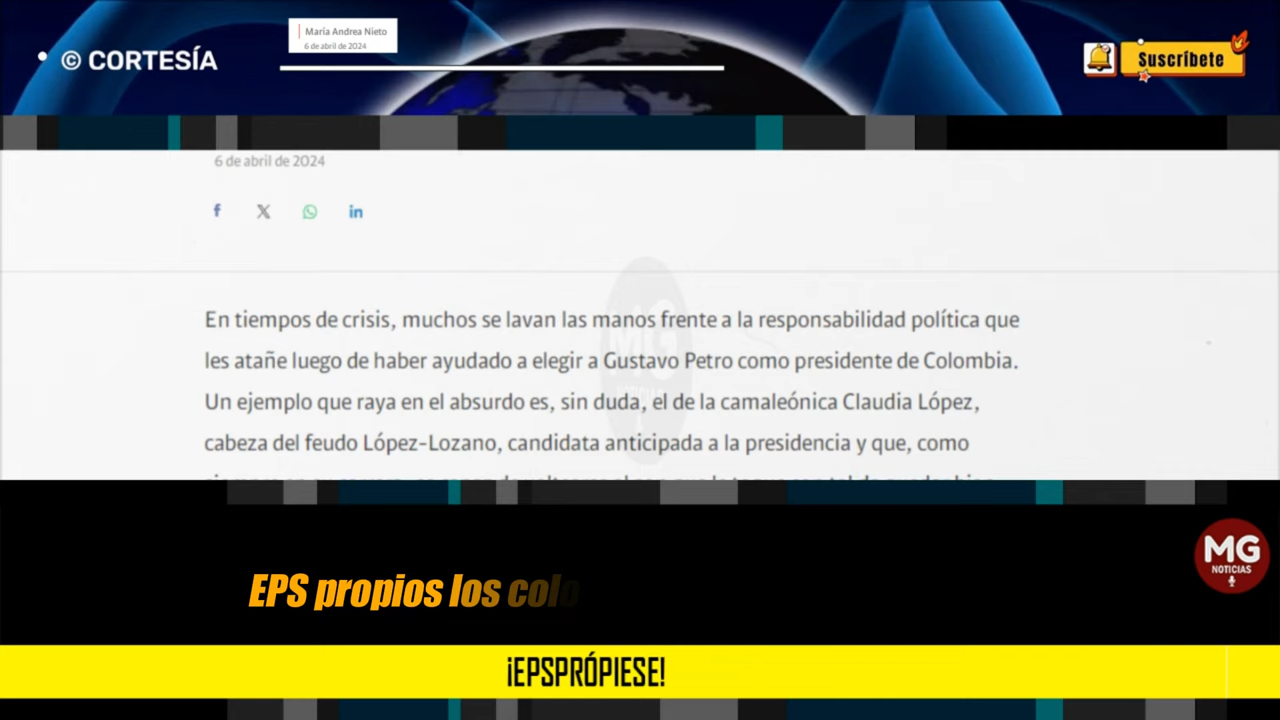 © CORTESÍA
María Andrea Nieto
6 de abril de 2024
Suscríbete
6 de abril de 2024
En tiempos de crisis, muchos se lavan las manos frente a la responsabilidad política que
les atañe luego de haber ayudado a elegir a Gustavo Petro como presidente de Colombia.
Un ejemplo que raya en el absurdo es, sin duda, el de la camaleónica Claudia López,
cabeza del feudo López-Lozano, candidata anticipada a la presidencia y que, como
MG
NOTICIAS
EPS propios los colo
MG
NOTICIAS
¡EPSPRÓPIESE!